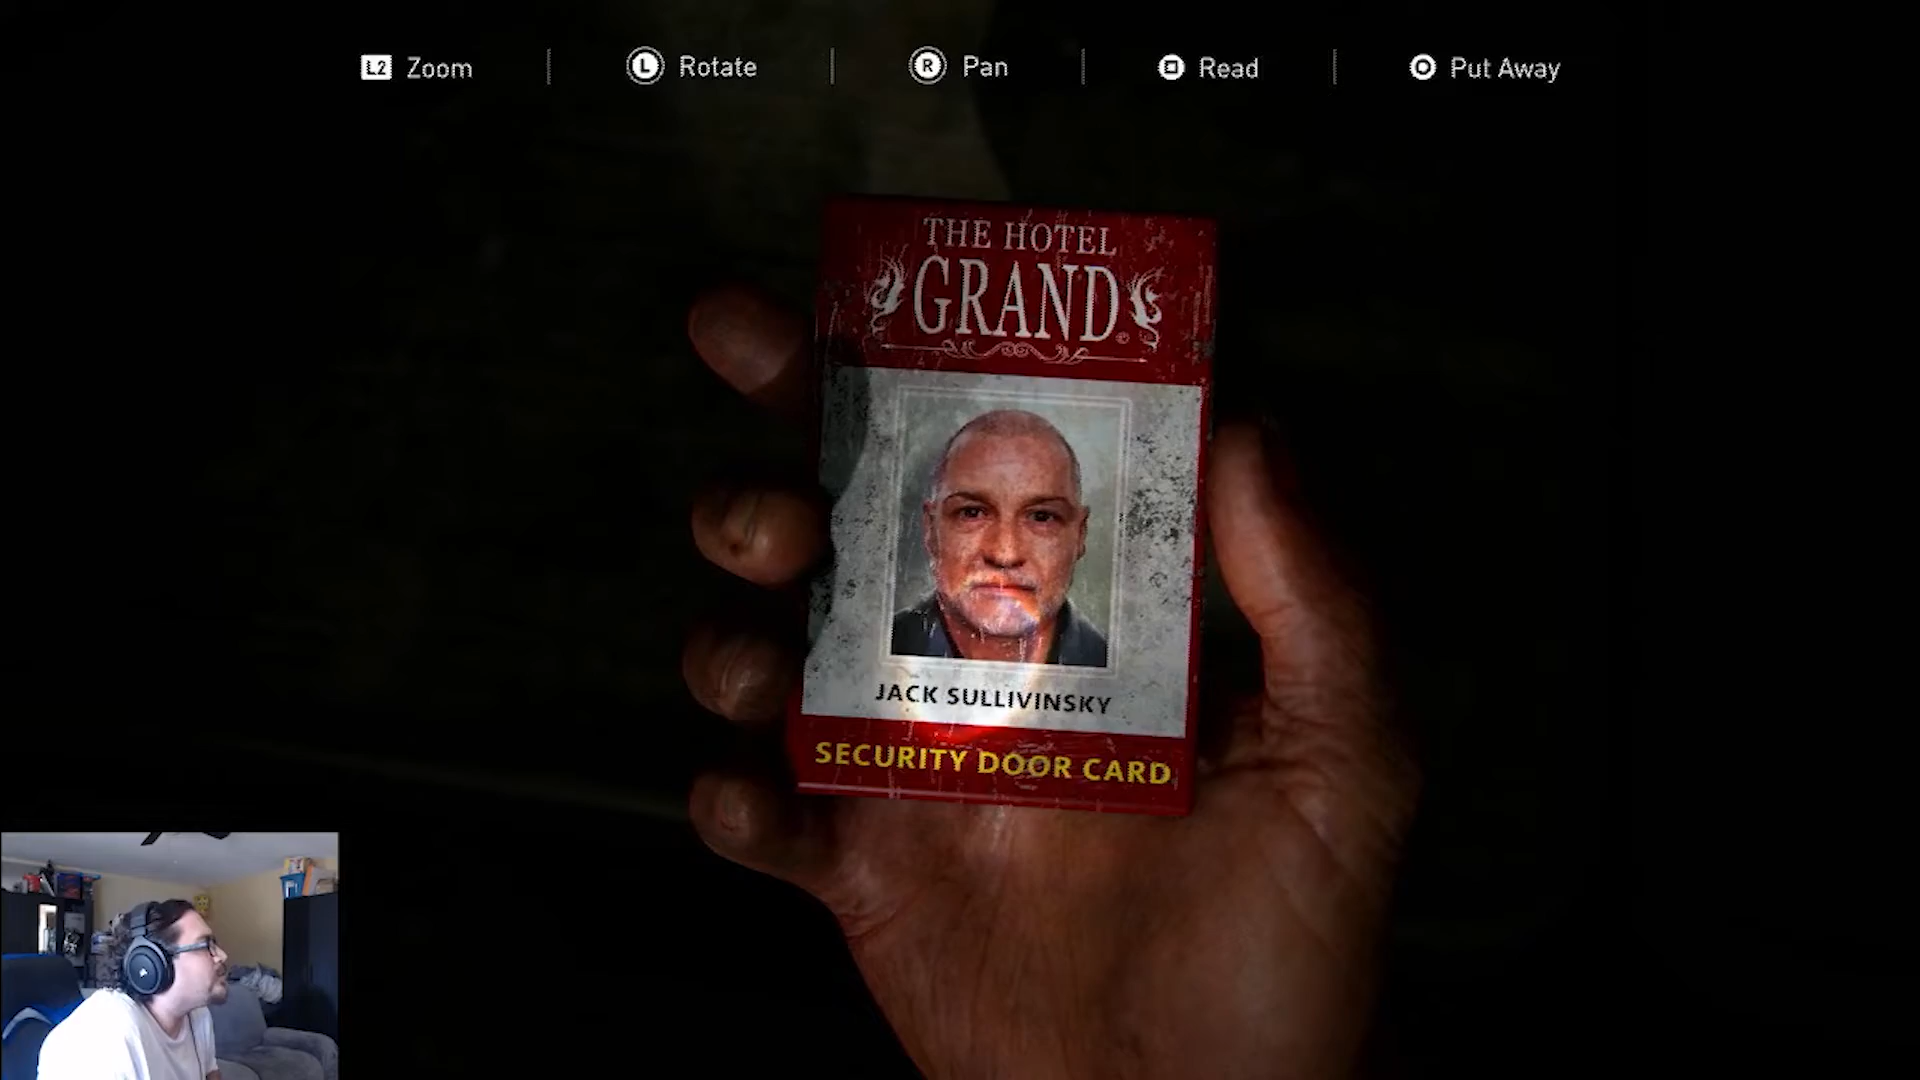 L2 Zoom
L Rotate
R Pan
Read
Put Away
THE HOTEL
GRAND
JACK SULLIVINSKY
SECURITY DOOR CARD